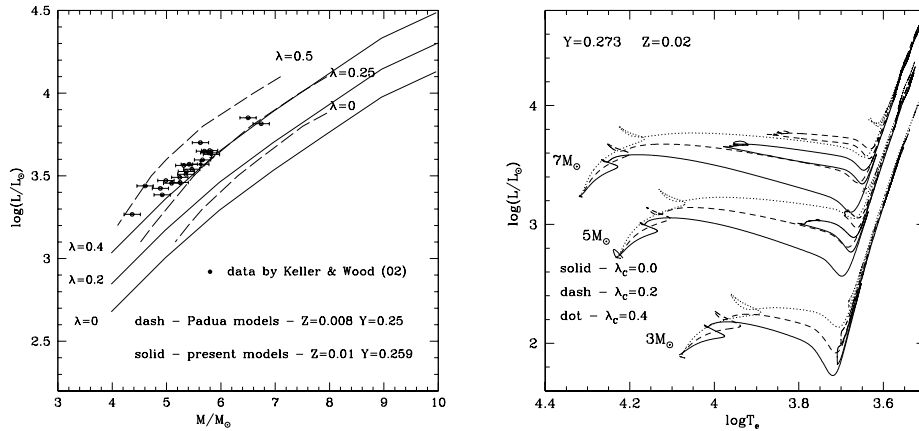 4.5
4
3.5
3
2.5
log(L/L⊙)
λ=0.5
λ=0.25
λ=0
λ=0.4
λ=0.2
λ=0
data by Keller & Wood (02)
dash – Padua models – Z=0.008 Y=0.25
solid – present models – Z=0.01 Y=0.259
3 4 5 6 7 8 9 10
M/M⊙
Y=0.273 Z=0.02
4
3
2
log(L/L⊙)
7M⊙
5M⊙
solid – λc=0.0
dash – λc=0.2
dot – λc=0.4
3M⊙
4.4 4.2 4 3.8 3.6
logTe